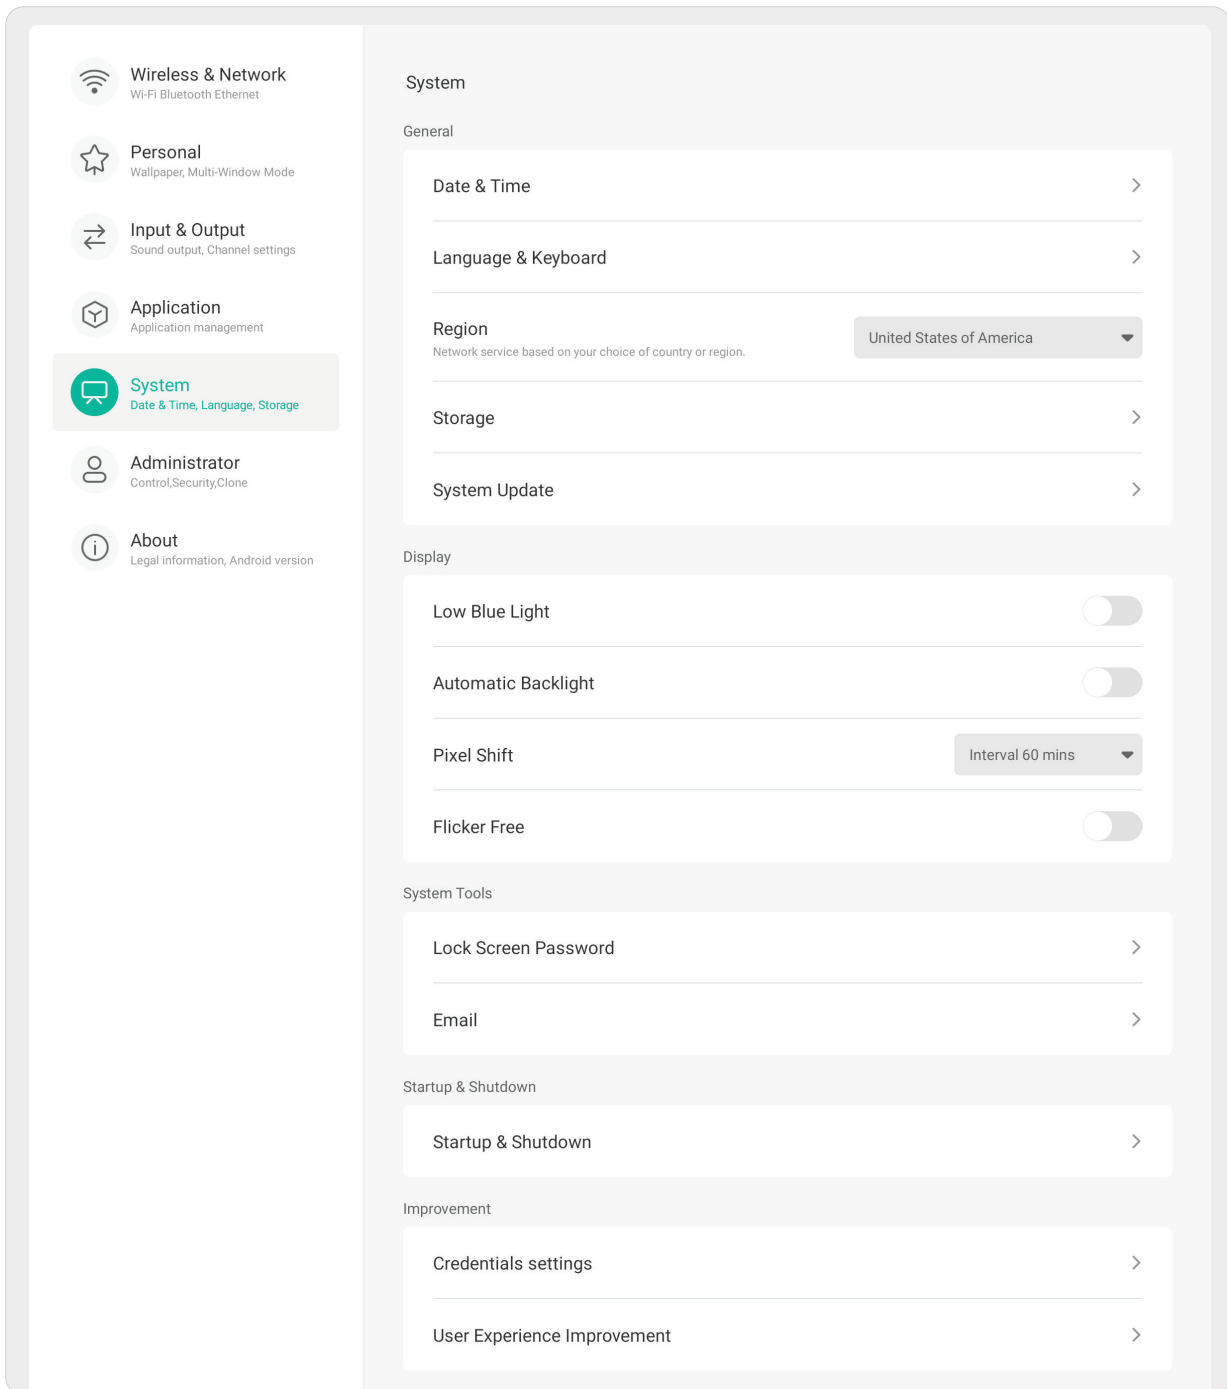 Wireless & Network
Wi-Fi Bluetooth Ethernet
Personal
Wallpaper, Multi-Window Mode
Input & Output
Sound output, Channel settings
Application
Application management
System
Date & Time, Language, Storage
Administrator
Control,Security,Clone
About
Legal information, Android version
System
General
Date & Time
Language & Keyboard
Region
Network service based on your choice of country or region.
United States of America
Storage
System Update
Display
Low Blue Light
Automatic Backlight
Pixel Shift
Interval 60 mins
Flicker Free
System Tools
Lock Screen Password
Email
Startup & Shutdown
Startup & Shutdown
Improvement
Credentials settings
User Experience Improvement